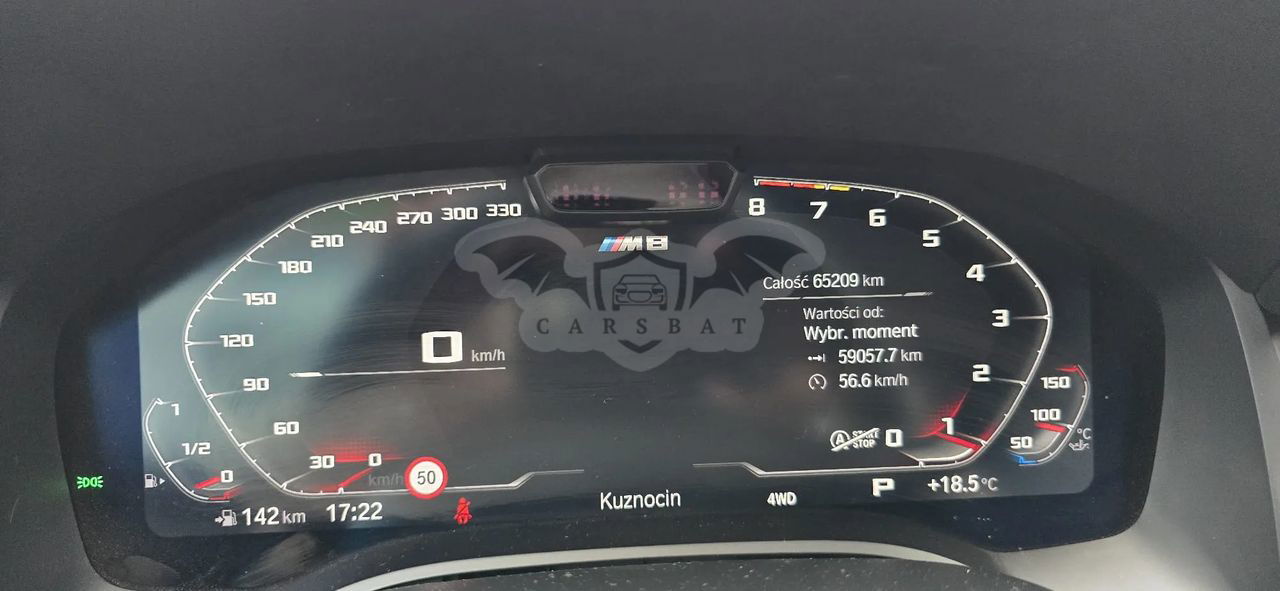 330
300
270
240
210
180
150
120
90
60
30
0
km/h
0 km/h
50
1
1/2
0
142 km
17:22
M8
CARSBAT
Całość 65209 km
Wartości od:
Wybr. moment
59057.7 km
56.6 km/h
A START
STOP
8
7
6
5
4
3
2
1
0
150
100
50
°C
Kuznocin
4WD
P
+18.5°C